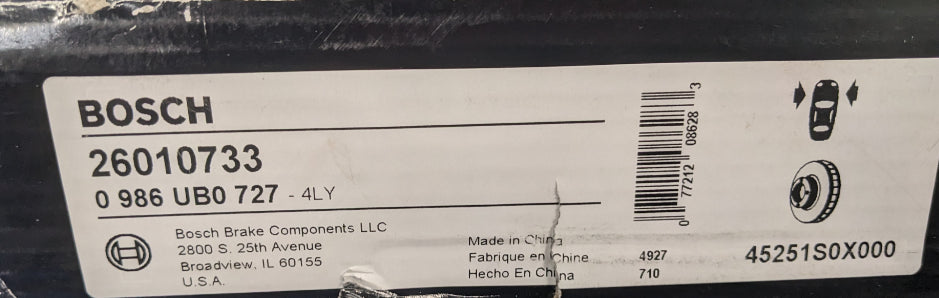 BOSCH
26010733
0 986 UB0 727 - 4LY
Bosch Brake Components LLC
2800 S. 25th Avenue
Broadview, IL 60155
U.S.A.
Made in China
Fabrique en Chine
Hecho En China
4927
710
0 77212 08628 3
45251S0X000